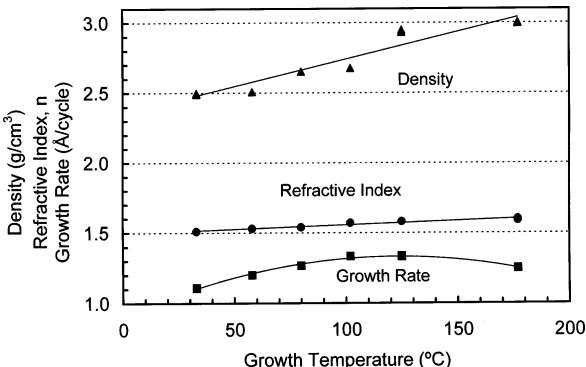 3.0
2.5
2.0
1.5
1.0
Density (g/cm³)
Refractive Index, n
Growth Rate (Å/cycle)
Density
Refractive Index
Growth Rate
0
50
100
150
200
Growth Temperature (ºC)